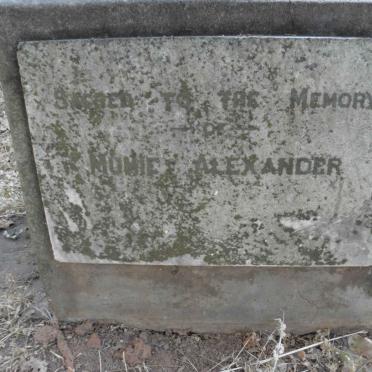 SACRED TO THE MEMORY
— OF —
ALEXANDER